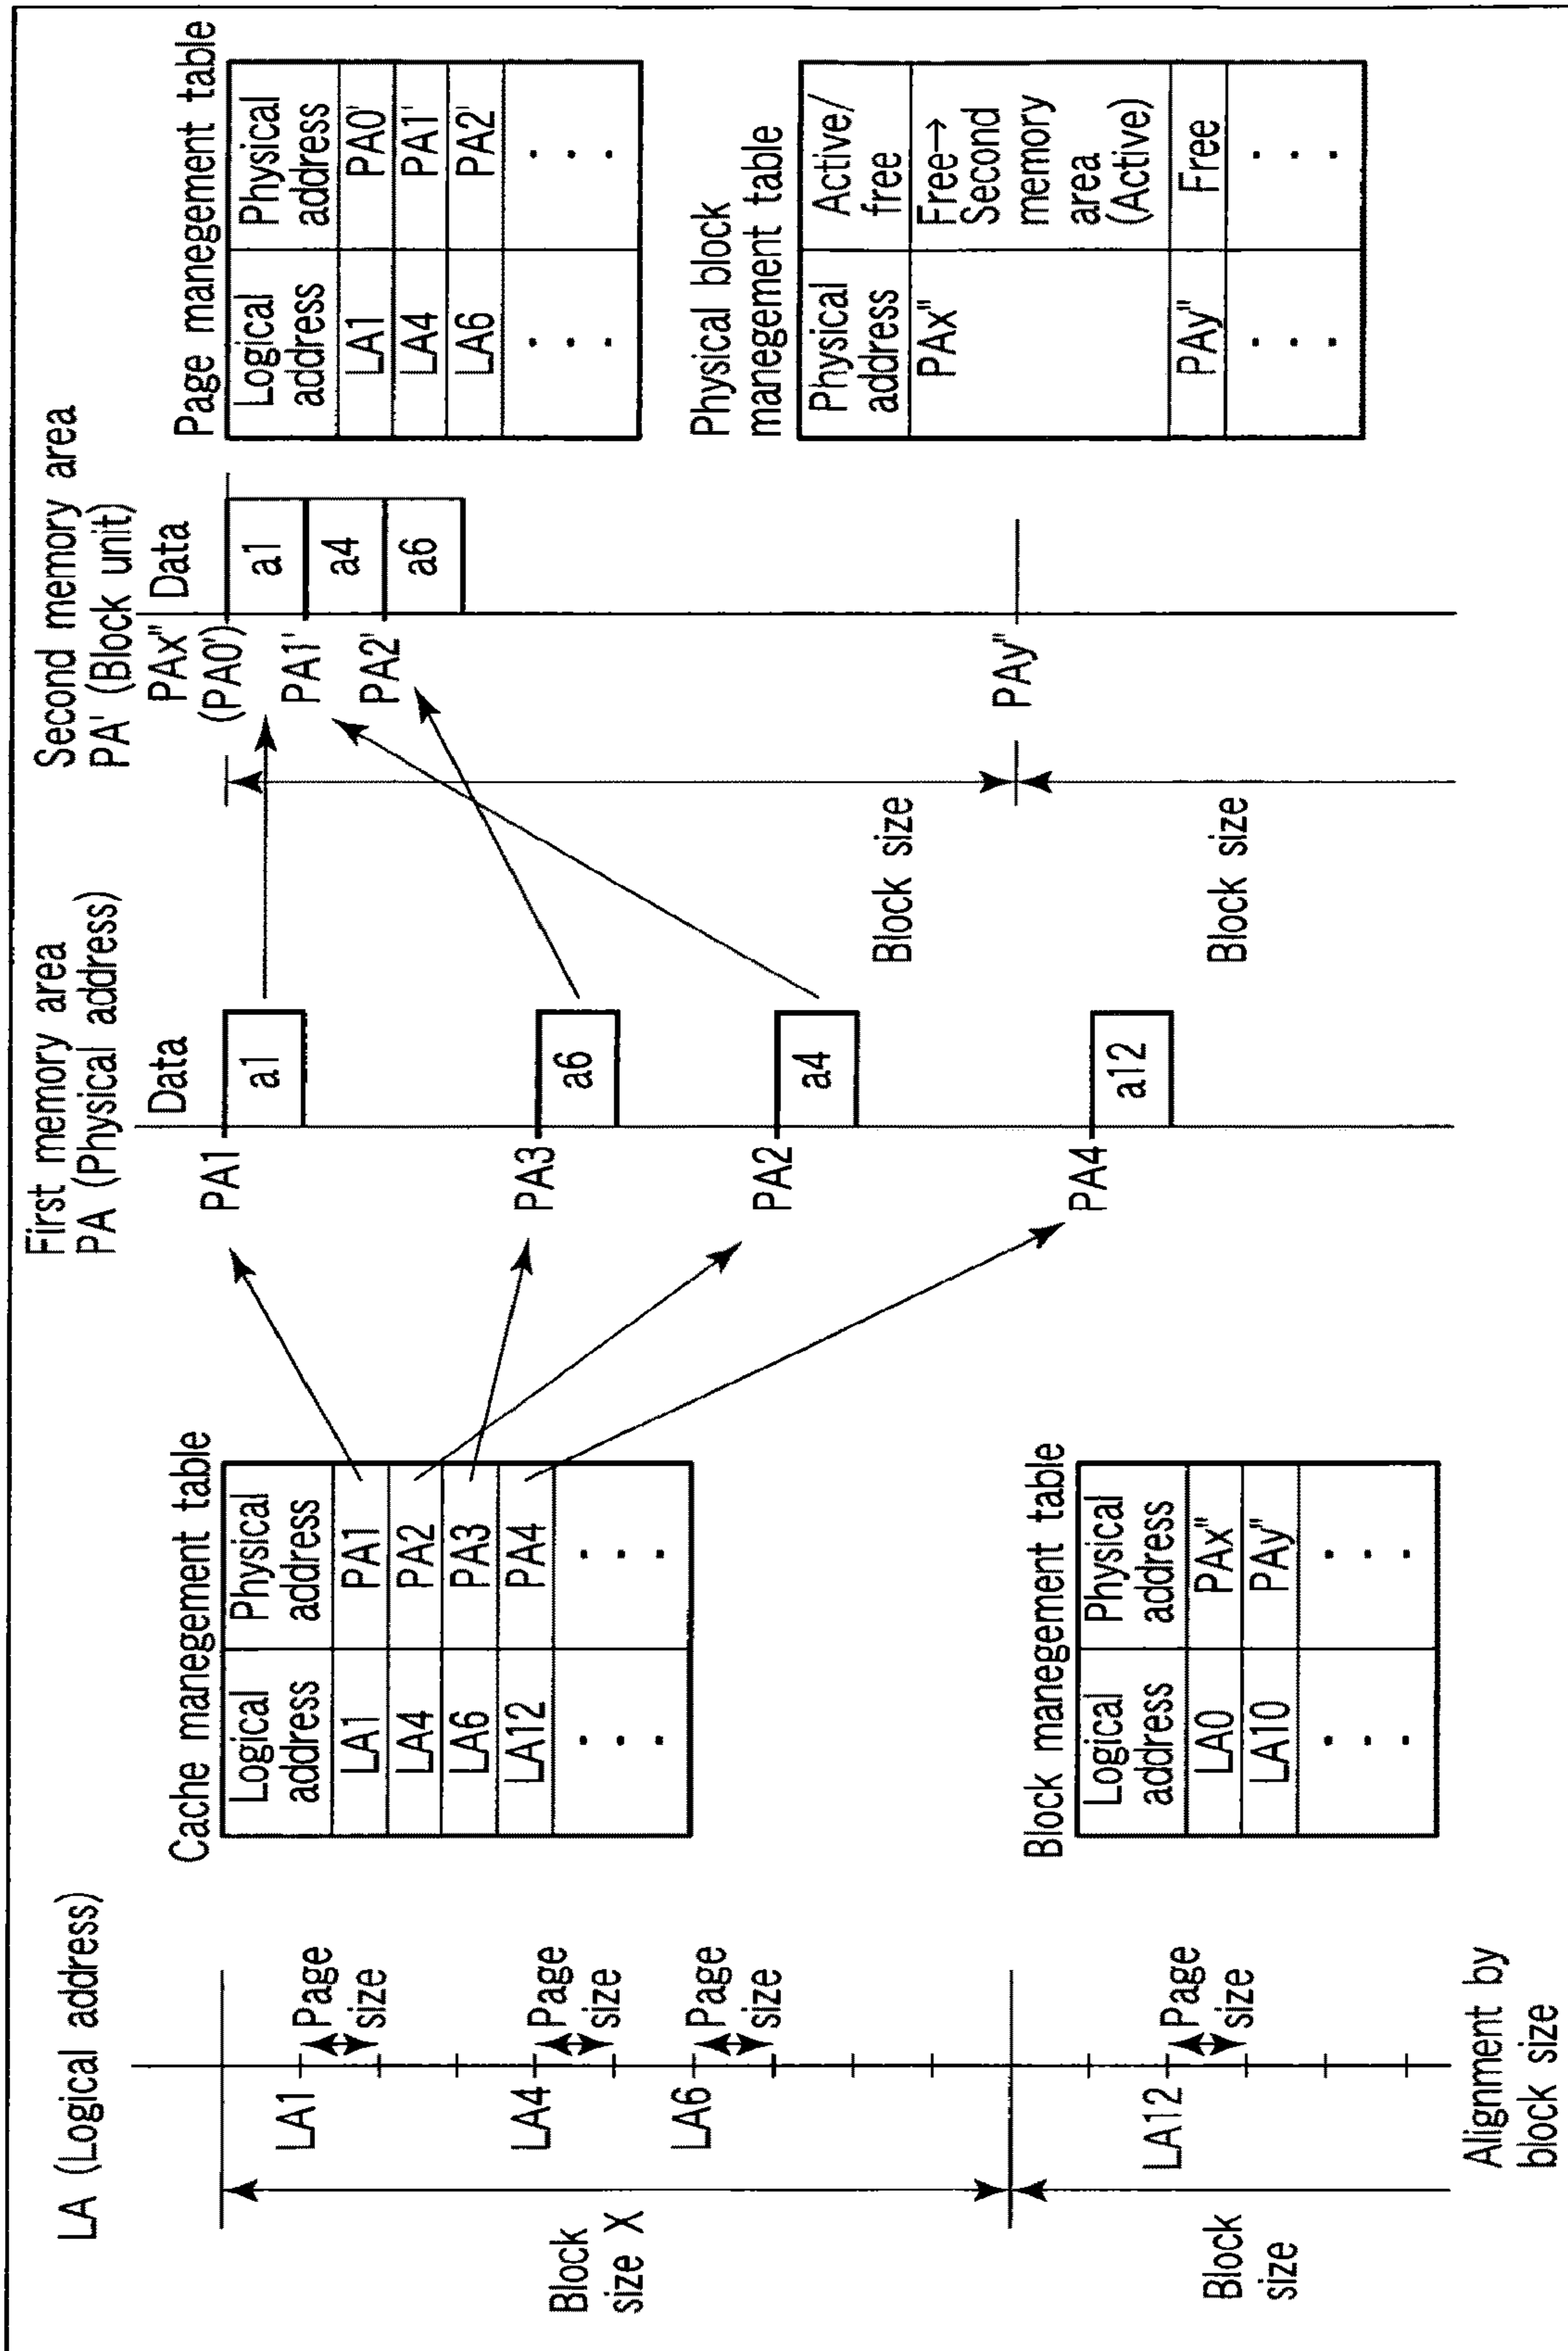 LA (Logical address)
LA1
Page
size
LA4
Page
size
LA6
Page
size
Block
size X
LA12
Page
size
Block
size
Alignment by
block size
Cache manegement table
Logical address Physical address
LA1 PA1
LA4 PA2
LA6 PA3
LA12 PA4
Block manegement table
Logical address Physical address
LA0 PAx"
LA10 PAy"
First memory area
PA (Physical address)
Data
PA1
a1
PA3
a6
PA2
a4
PA4
a12
Second memory area
PA' (Block unit)
Data
PAx"
(PA0')
a1
PA1'
a4
PA2'
a6
PAy"
Block size
Block size
Page manegement table
Logical address Physical address
LA1 PA0'
LA4 PA1'
LA6 PA2'
Physical block
manegement table
Physical address Active/free
PAx" Free→
Second
memory
area
(Active)
PAy" Free